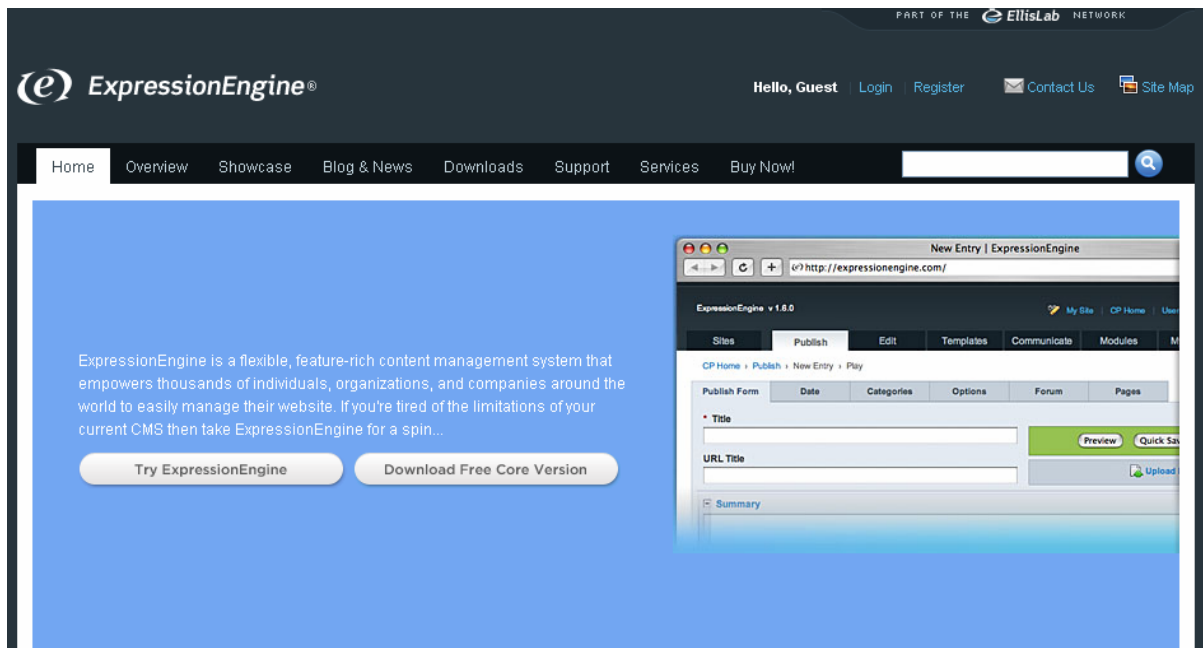 PART OF THE EllisLab NETWORK
(e) ExpressionEngine®
Hello, Guest | Login | Register Contact Us Site Map
Home Overview Showcase Blog & News Downloads Support Services Buy Now!
ExpressionEngine is a flexible, feature-rich content management system that
empowers thousands of individuals, organizations, and companies around the
world to easily manage their website. If you're tired of the limitations of your
current CMS then take ExpressionEngine for a spin...
Try ExpressionEngine Download Free Core Version
New Entry | ExpressionEngine
(e) http://expressionengine.com/
ExpressionEngine v 1.6.0 My Site | CP Home | User
Sites Publish Edit Templates Communicate Modules M
CP Home › Publish › New Entry › Play
Publish Form Date Categories Options Forum Pages
* Title
Preview Quick Sav
URL Title
Upload
Summary